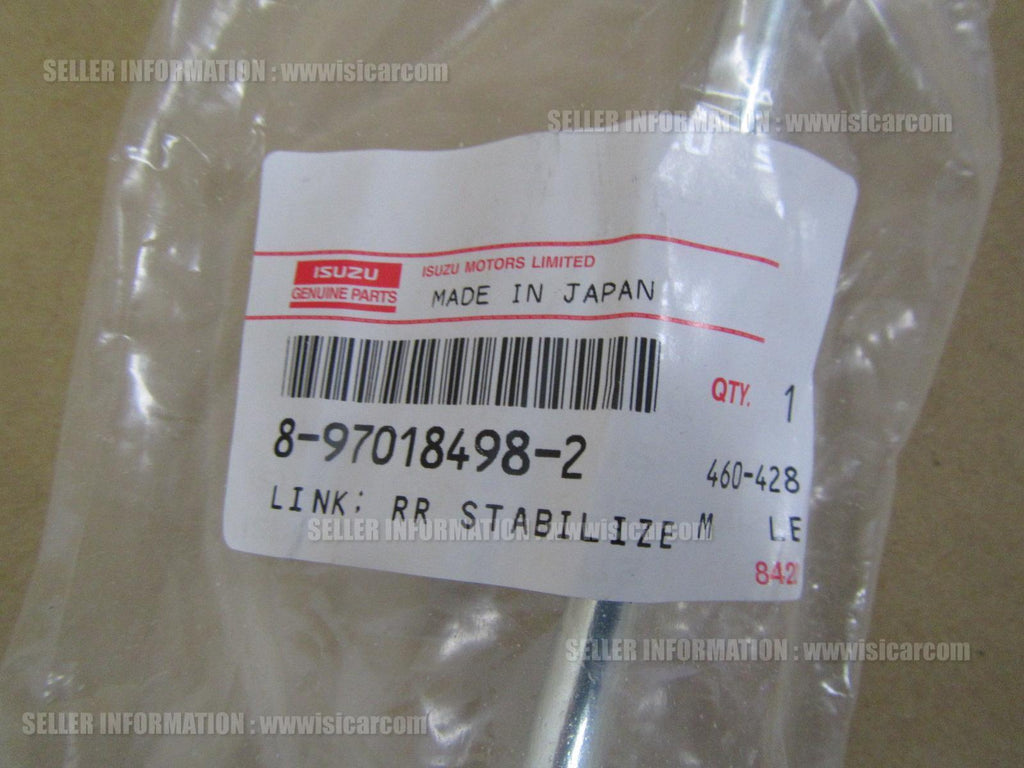 SELLER INFORMATION : wwwisicarcom
SELLER INFORMATION : wwwisicarcom
ISUZU
GENUINE PARTS
ISUZU MOTORS LIMITED
MADE IN JAPAN
QTY. 1
8-97018498-2
460-428
LINK; RR STABILIZE M LE
SELLER INFORMATION : wwwisicarcom
842
SELLER INFORMATION : wwwisicarcom
SELLER INFORMATION : wwwisicarcom